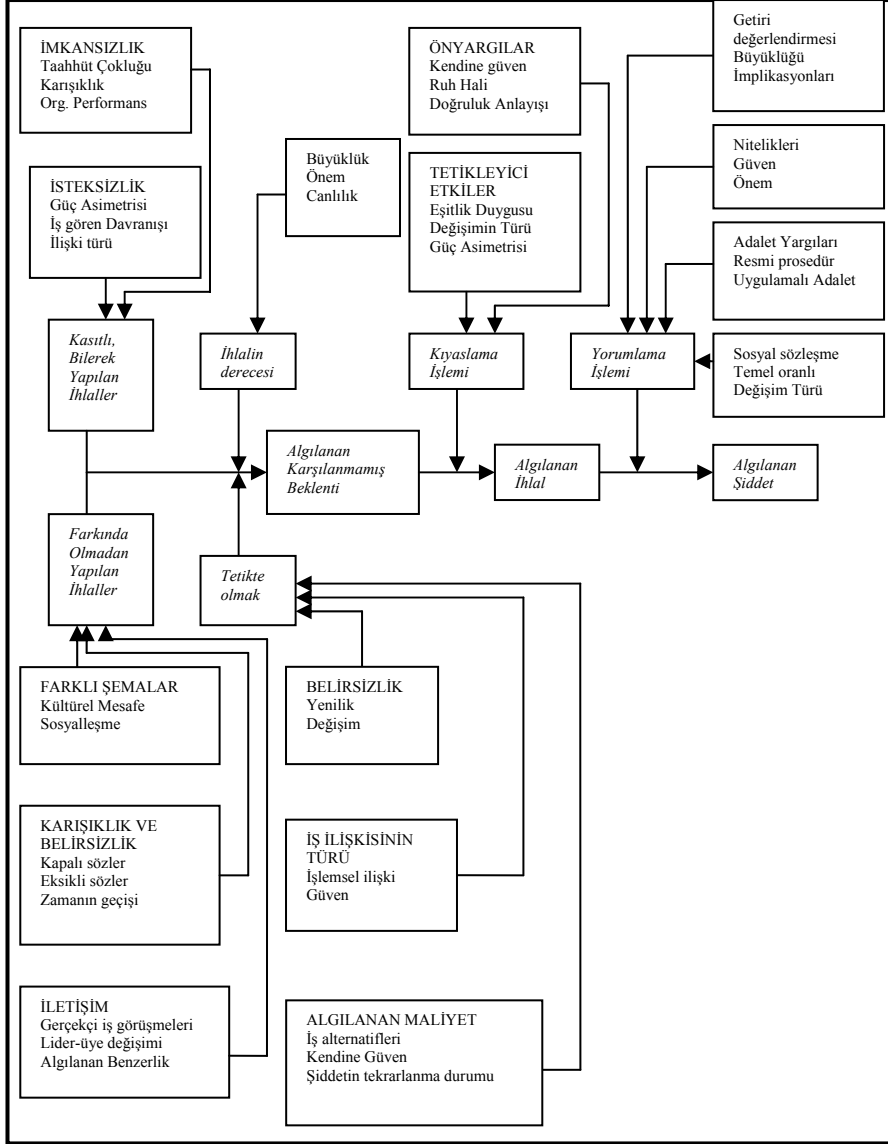 İMKANSIZLIK
Taahhüt Çokluğu
Karışıklık
Org. Performans
ÖNYARGILAR
Kendine güven
Ruh Hali
Doğruluk Anlayışı
Getiri
değerlendirmesi
Büyüklüğü
İmplikasyonları
İSTEKSİZLİK
Güç Asimetrisi
İş gören Davranışı
İlişki türü
Büyüklük
Önem
Canlılık
TETİKLEYİCİ
ETKİLER
Eşitlik Duygusu
Değişimin Türü
Güç Asimetrisi
Nitelikleri
Güven
Önem
Adalet Yargıları
Resmi prosedür
Uygulamalı Adalet
Kasıtlı,
Bilerek
Yapılan
İhlaller
İhlalin
derecesi
Kıyaslama
İşlemi
Yorumlama
İşlemi
Sosyal sözleşme
Temel oranlı
Değişim Türü
Algılanan
Karşılanmamış
Beklenti
Algılanan
İhlal
Algılanan
Şiddet
Farkında
Olmadan
Yapılan
İhlaller
Tetikte
olmak
FARKLI ŞEMALAR
Kültürel Mesafe
Sosyalleşme
BELİRSİZLİK
Yenilik
Değişim
KARIŞIKLIK VE
BELİRSİZLİK
Kapalı sözler
Eksikli sözler
Zamanın geçişi
İŞ İLİŞKİSİNİN
TÜRÜ
İşlemsel ilişki
Güven
İLETİŞİM
Gerçekçi iş görüşmeleri
Lider-üye değişimi
Algılanan Benzerlik
ALGILANAN MALİYET
İş alternatifleri
Kendine Güven
Şiddetin tekrarlanma durumu